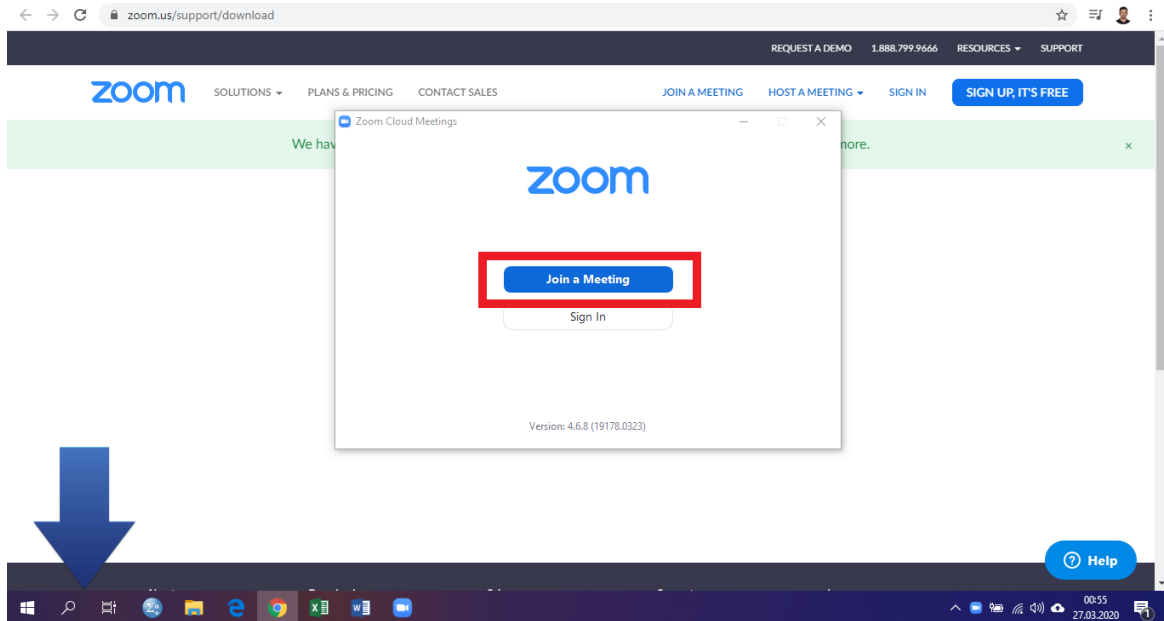 zoom.us/support/download
REQUEST A DEMO 1.888.799.9666 RESOURCES SUPPORT
zoom SOLUTIONS PLANS & PRICING CONTACT SALES JOIN A MEETING HOST A MEETING SIGN IN SIGN UP, IT'S FREE
Zoom Cloud Meetings
We hav more. ×
zoom
Join a Meeting
Sign In
Version: 4.6.8 (19178.0323)
Help
00:55
27.03.2020
1